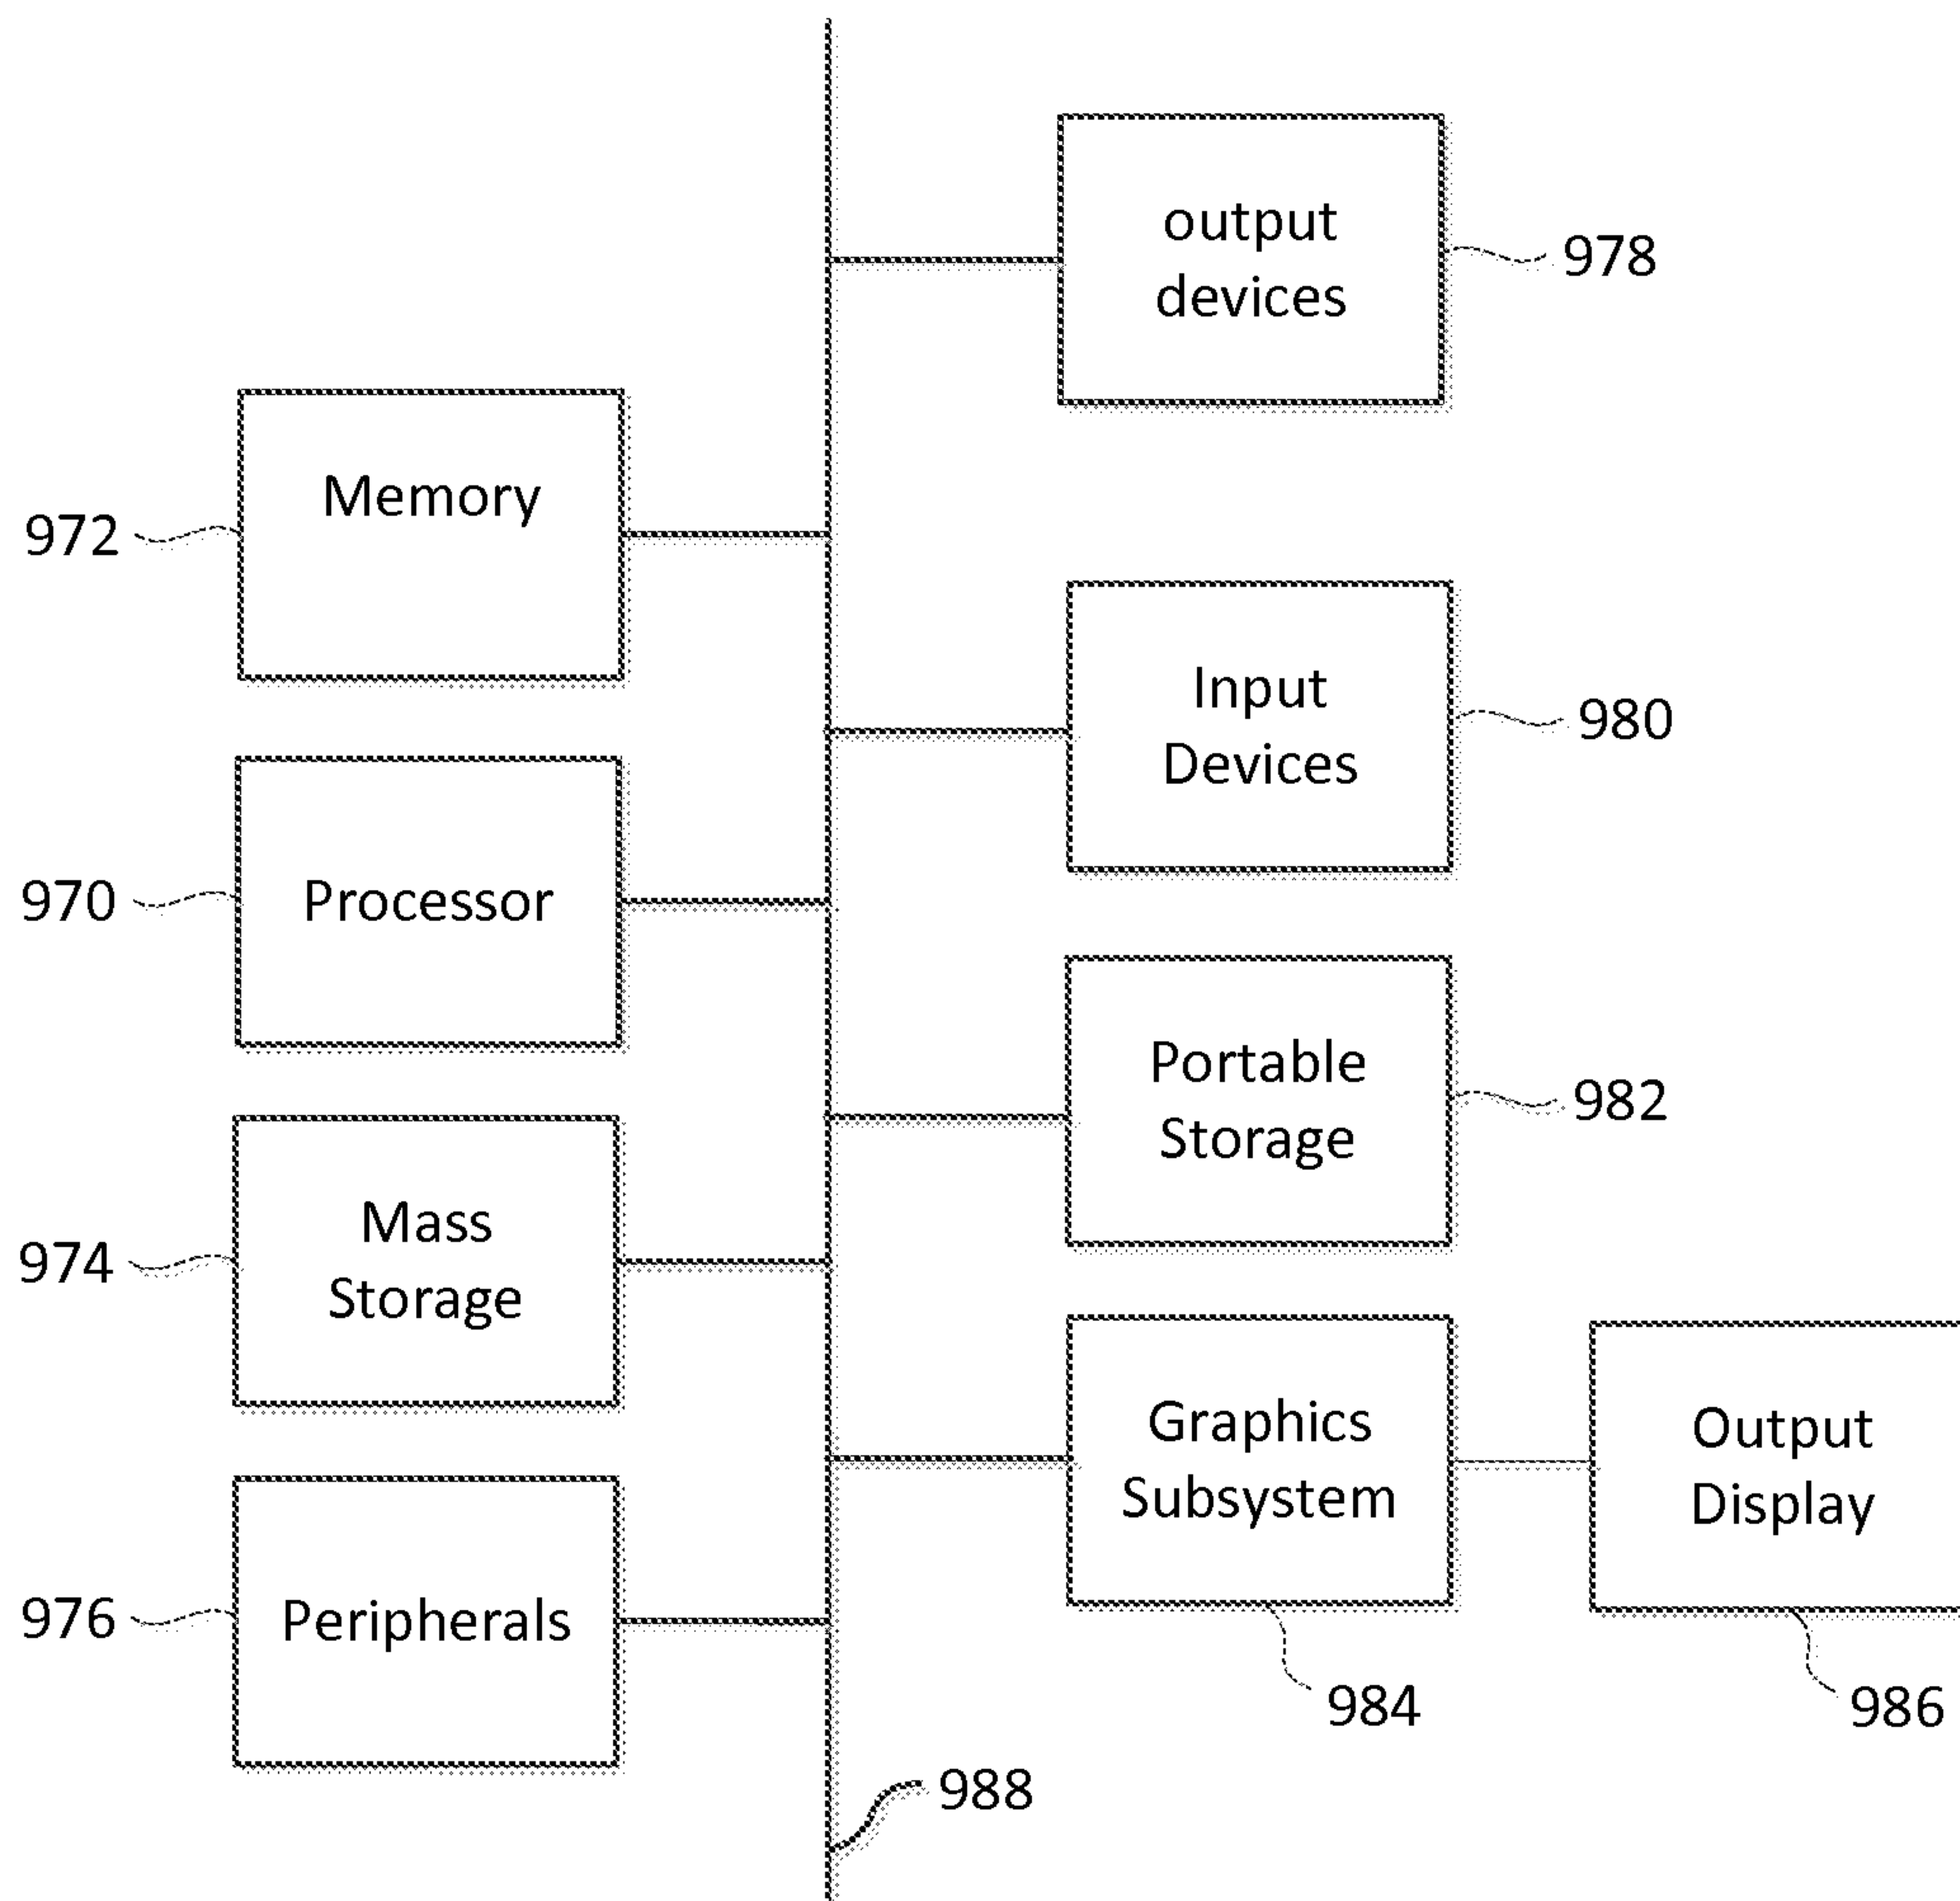 output
devices
978
Memory
972
Input
Devices
980
Processor
970
Portable
Storage
982
Mass
Storage
974
Graphics
Subsystem
Output
Display
Peripherals
976
984
986
988